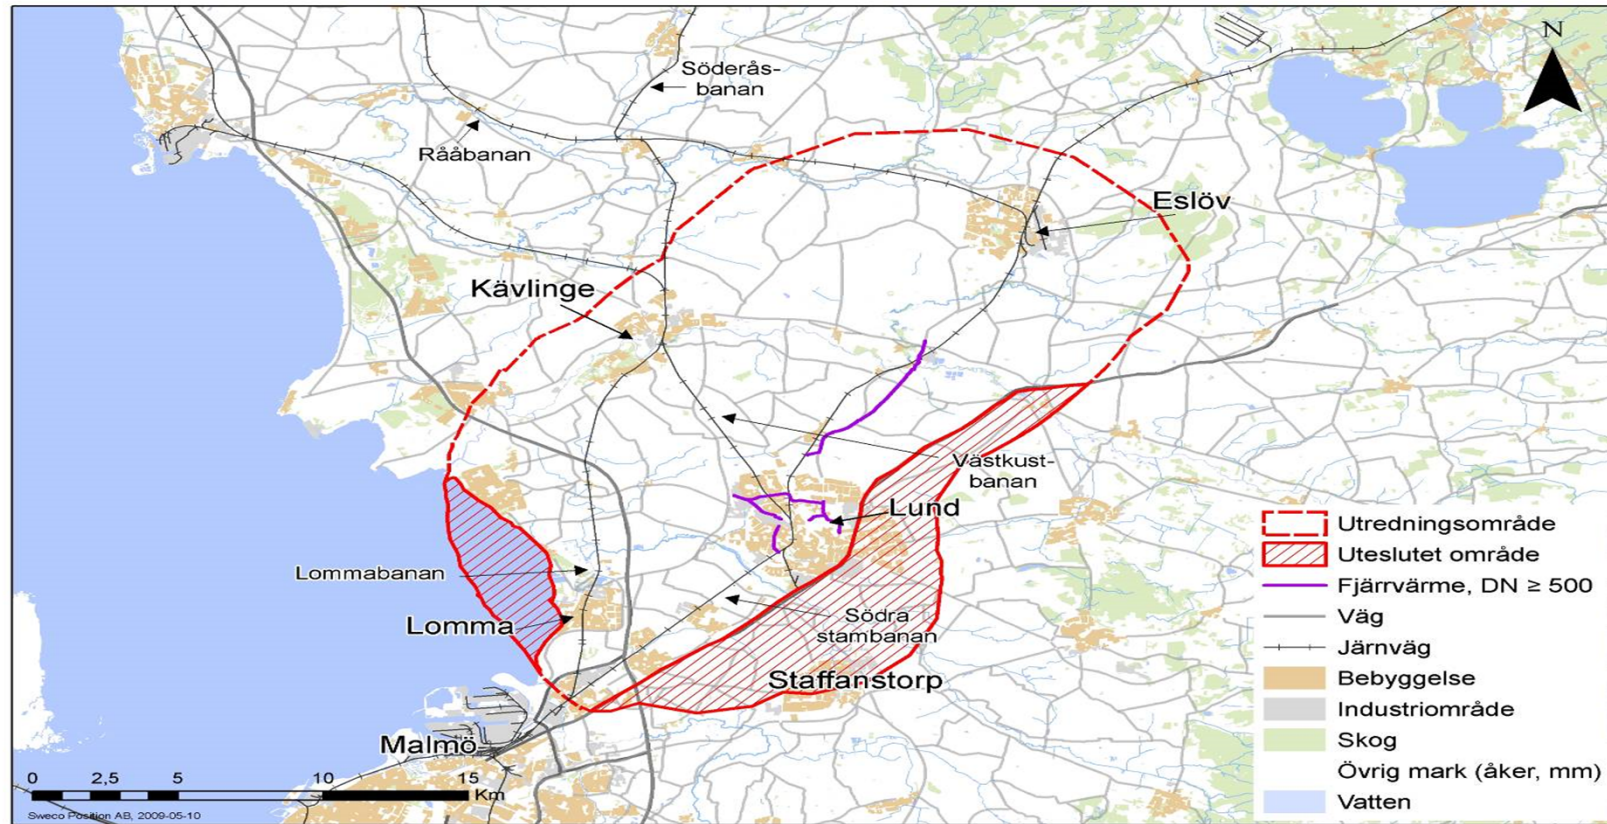 N
Söderås-
banan
Rååbanan
Eslöv
Kävlinge
Västkust-
banan
Lund
Lommabanan
Lomma
Södra
stambanan
Staffanstorp
Malmö
Utredningsområde
Uteslutet område
Fjärrvärme, DN ≥ 500
Väg
Järnväg
Bebyggelse
Industriområde
Skog
Övrig mark (åker, mm)
Vatten
0 2,5 5 10 15
Km
Sweco Position AB, 2009-05-10